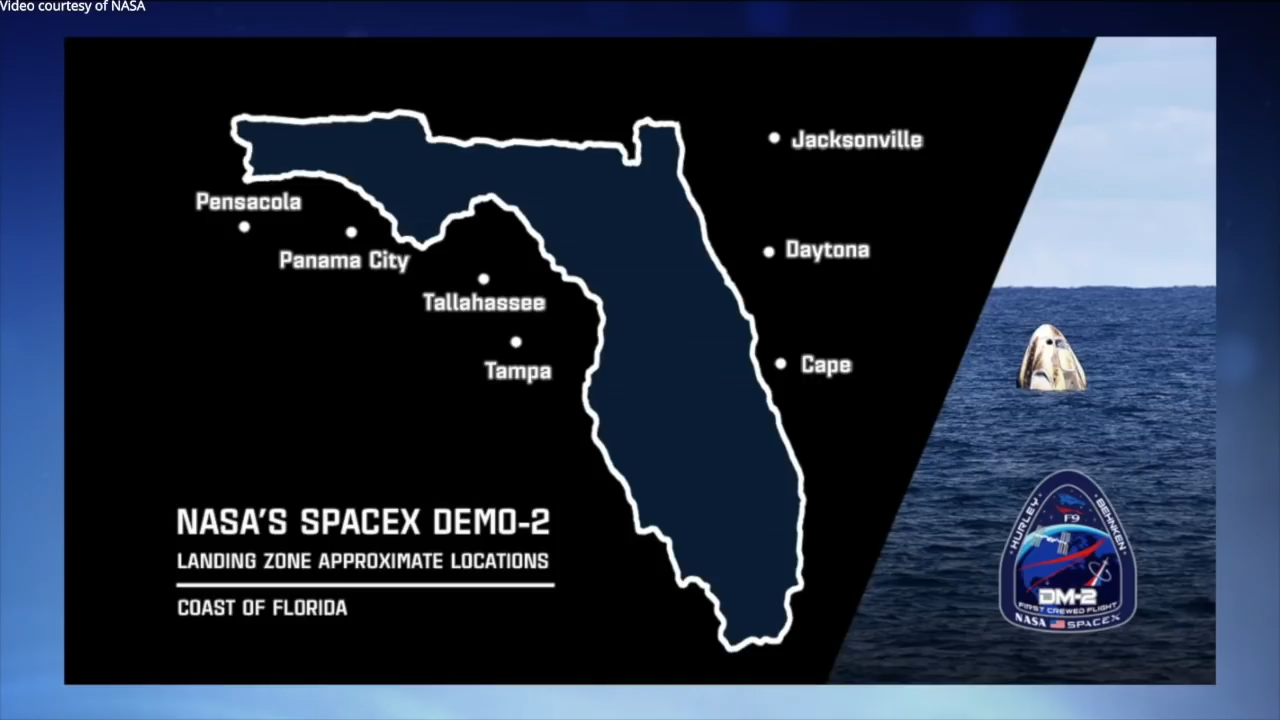 Video courtesy of NASA
Jacksonville
Pensacola
Daytona
Panama City
Tallahassee
Cape
Tampa
NASA'S SPACEX DEMO-2
LANDING ZONE APPROXIMATE LOCATIONS
COAST OF FLORIDA
HURLEY
BEHNKEN
F9
DM-2
FIRST CREWED FLIGHT
NASA SPACEX